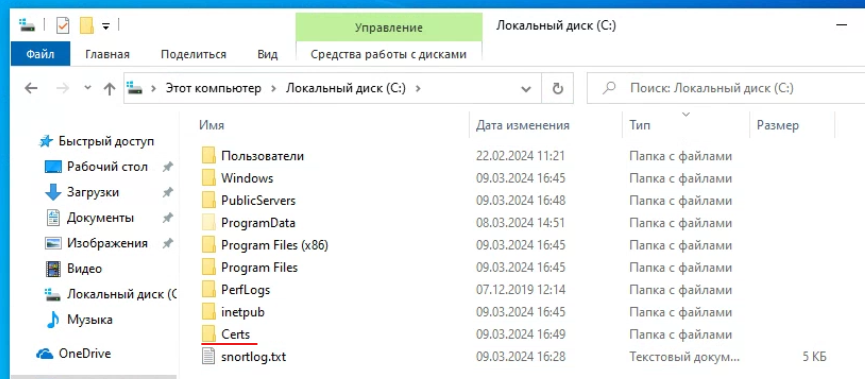 Управление
Локальный диск (C:)
Файл
Главная
Поделиться
Вид
Средства работы с дисками
Этот компьютер
Локальный диск (C:)
Поиск: Локальный диск (C:)
Имя
Дата изменения
Тип
Размер
Быстрый доступ
Рабочий стол
Загрузки
Документы
Изображения
Видео
Локальный диск (C
Музыка
OneDrive
Пользователи 22.02.2024 11:21 Папка с файлами
Windows 09.03.2024 16:45 Папка с файлами
PublicServers 09.03.2024 16:48 Папка с файлами
ProgramData 08.03.2024 14:51 Папка с файлами
Program Files (x86) 09.03.2024 16:45 Папка с файлами
Program Files 09.03.2024 16:45 Папка с файлами
PerfLogs 07.12.2019 12:14 Папка с файлами
inetpub 09.03.2024 16:45 Папка с файлами
Certs 09.03.2024 16:49 Папка с файлами
snortlog.txt 09.03.2024 16:28 Текстовый докум... 5 КБ